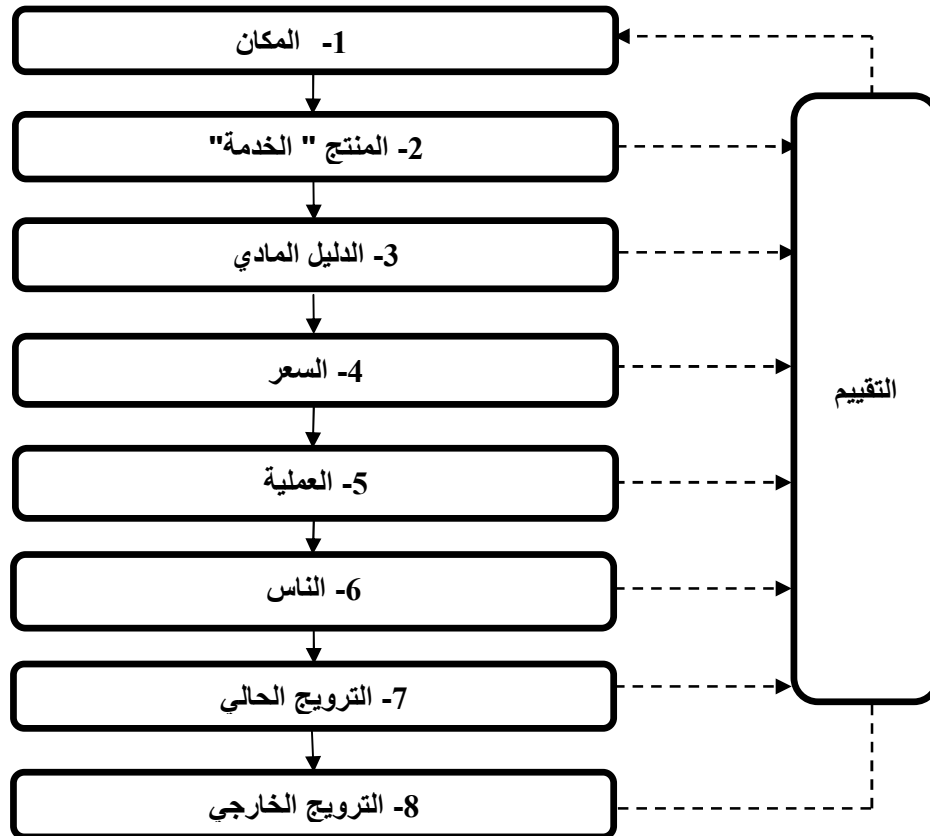 1- المكان
2- المنتج " الخدمة"
3- الدليل المادي
4- السعر
5- العملية
6- الناس
7- الترويج الحالي
8- الترويج الخارجي
التقييم